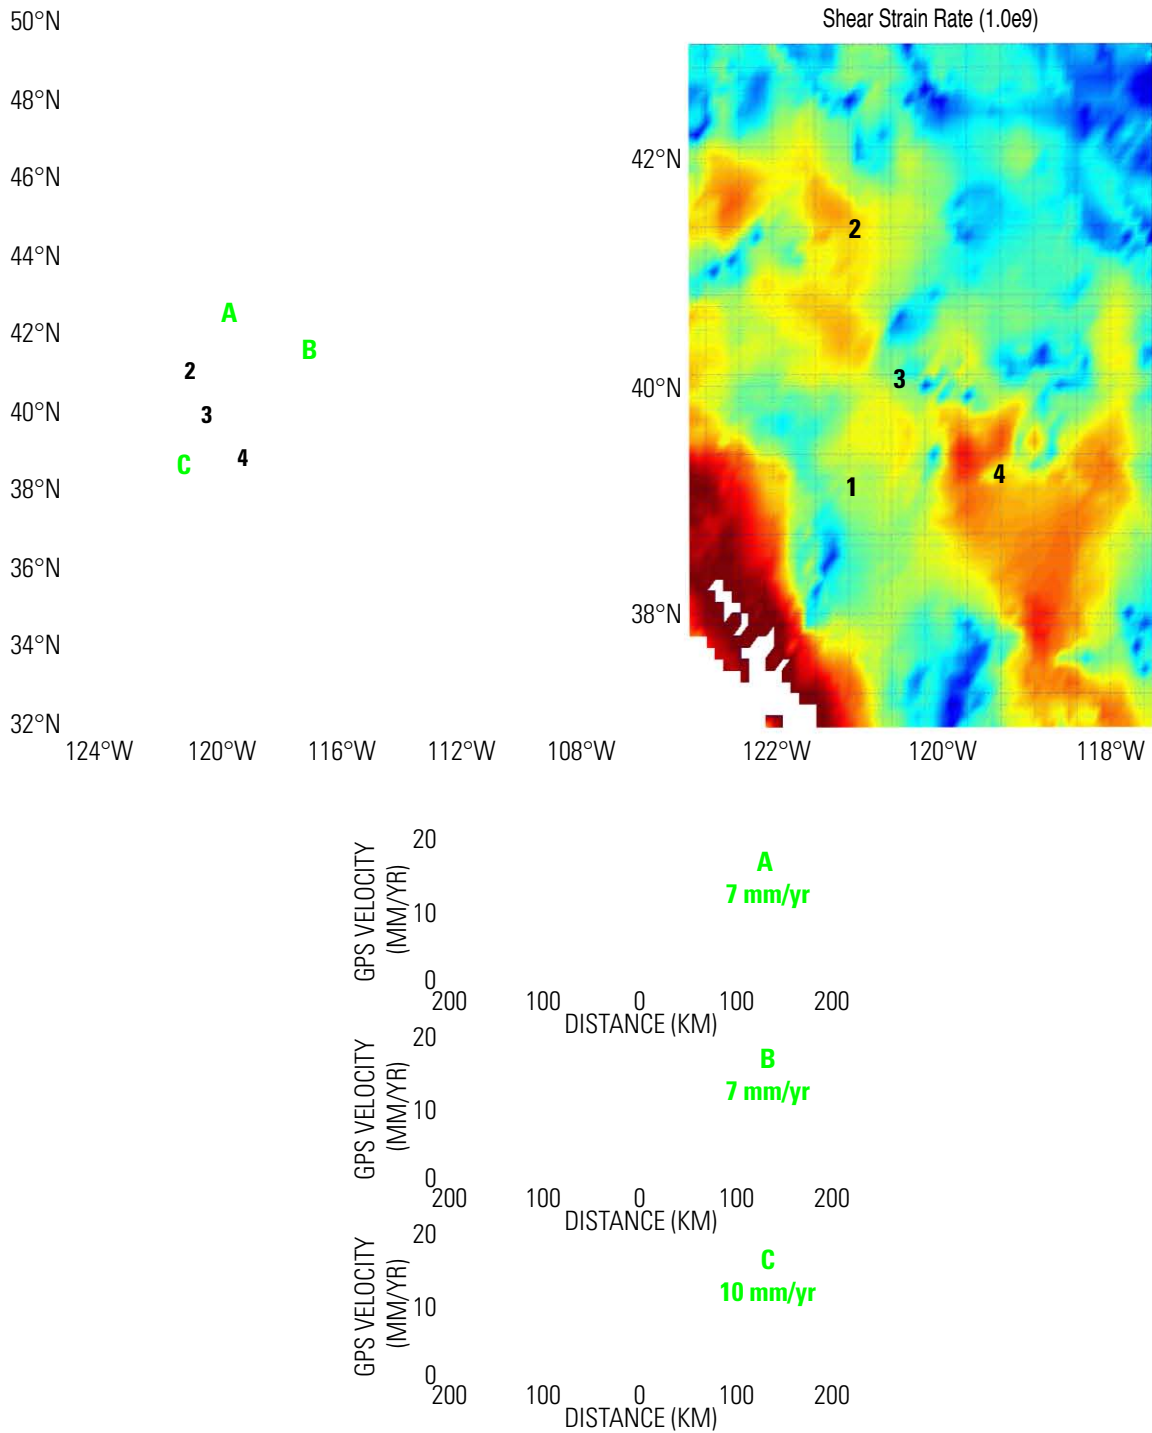 50°N
48°N
46°N
44°N
42°N
40°N
38°N
36°N
34°N
32°N
124°W 120°W 116°W 112°W 108°W
A
B
2
3
C
4
Shear Strain Rate (1.0e9)
42°N
40°N
38°N
2
3
1
4
122°W 120°W 118°W
GPS VELOCITY
(MM/YR)
20
10
0
A
7 mm/yr
200 100 0 100 200
DISTANCE (KM)
GPS VELOCITY
(MM/YR)
20
10
0
B
7 mm/yr
200 100 0 100 200
DISTANCE (KM)
GPS VELOCITY
(MM/YR)
20
10
0
C
10 mm/yr
200 100 0 100 200
DISTANCE (KM)